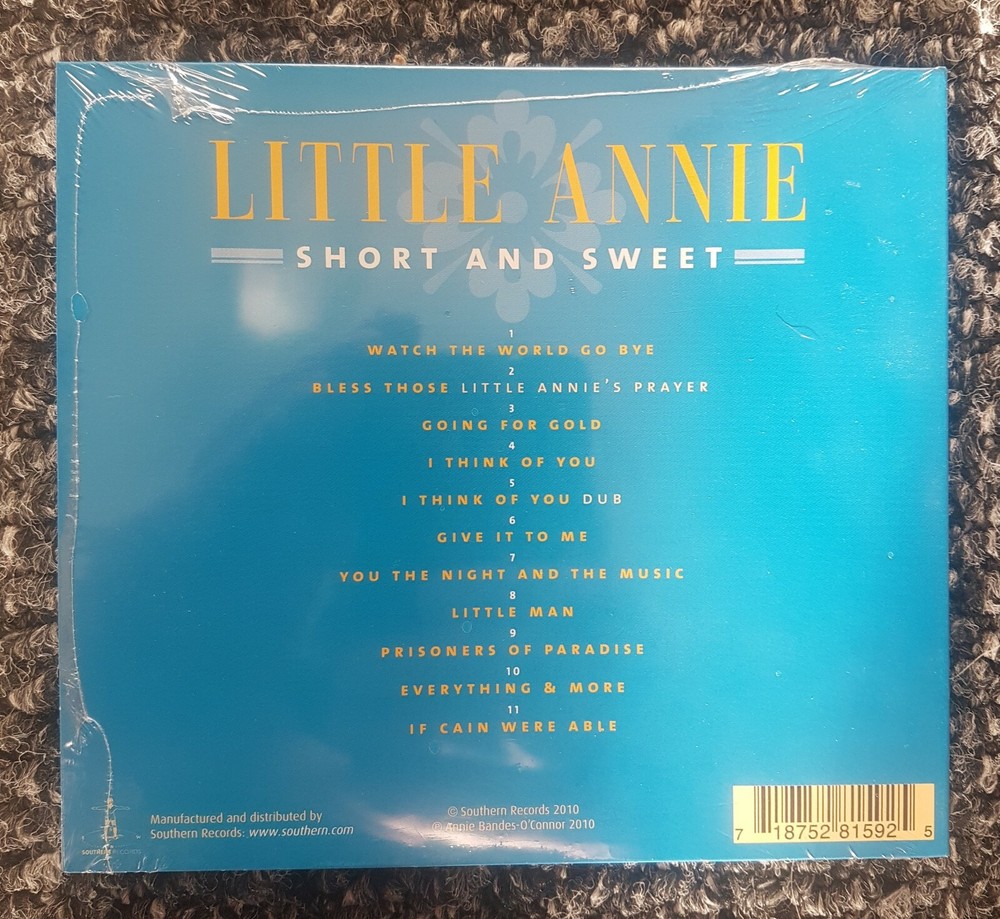 LITTLE ANNIE
SHORT AND SWEET
1
WATCH THE WORLD GO BYE
2
BLESS THOSE LITTLE ANNIE'S PRAYER
3
GOING FOR GOLD
4
I THINK OF YOU
5
I THINK OF YOU DUB
6
GIVE IT TO ME
7
YOU THE NIGHT AND THE MUSIC
8
LITTLE MAN
9
PRISONERS OF PARADISE
10
EVERYTHING & MORE
11
IF CAIN WERE ABLE
Manufactured and distributed by
Southern Records: www.southern.com
SOUTHERN RECORDS
© Southern Records 2010
℗ Annie Bandes-O'Connor 2010
7 18752 81592 5